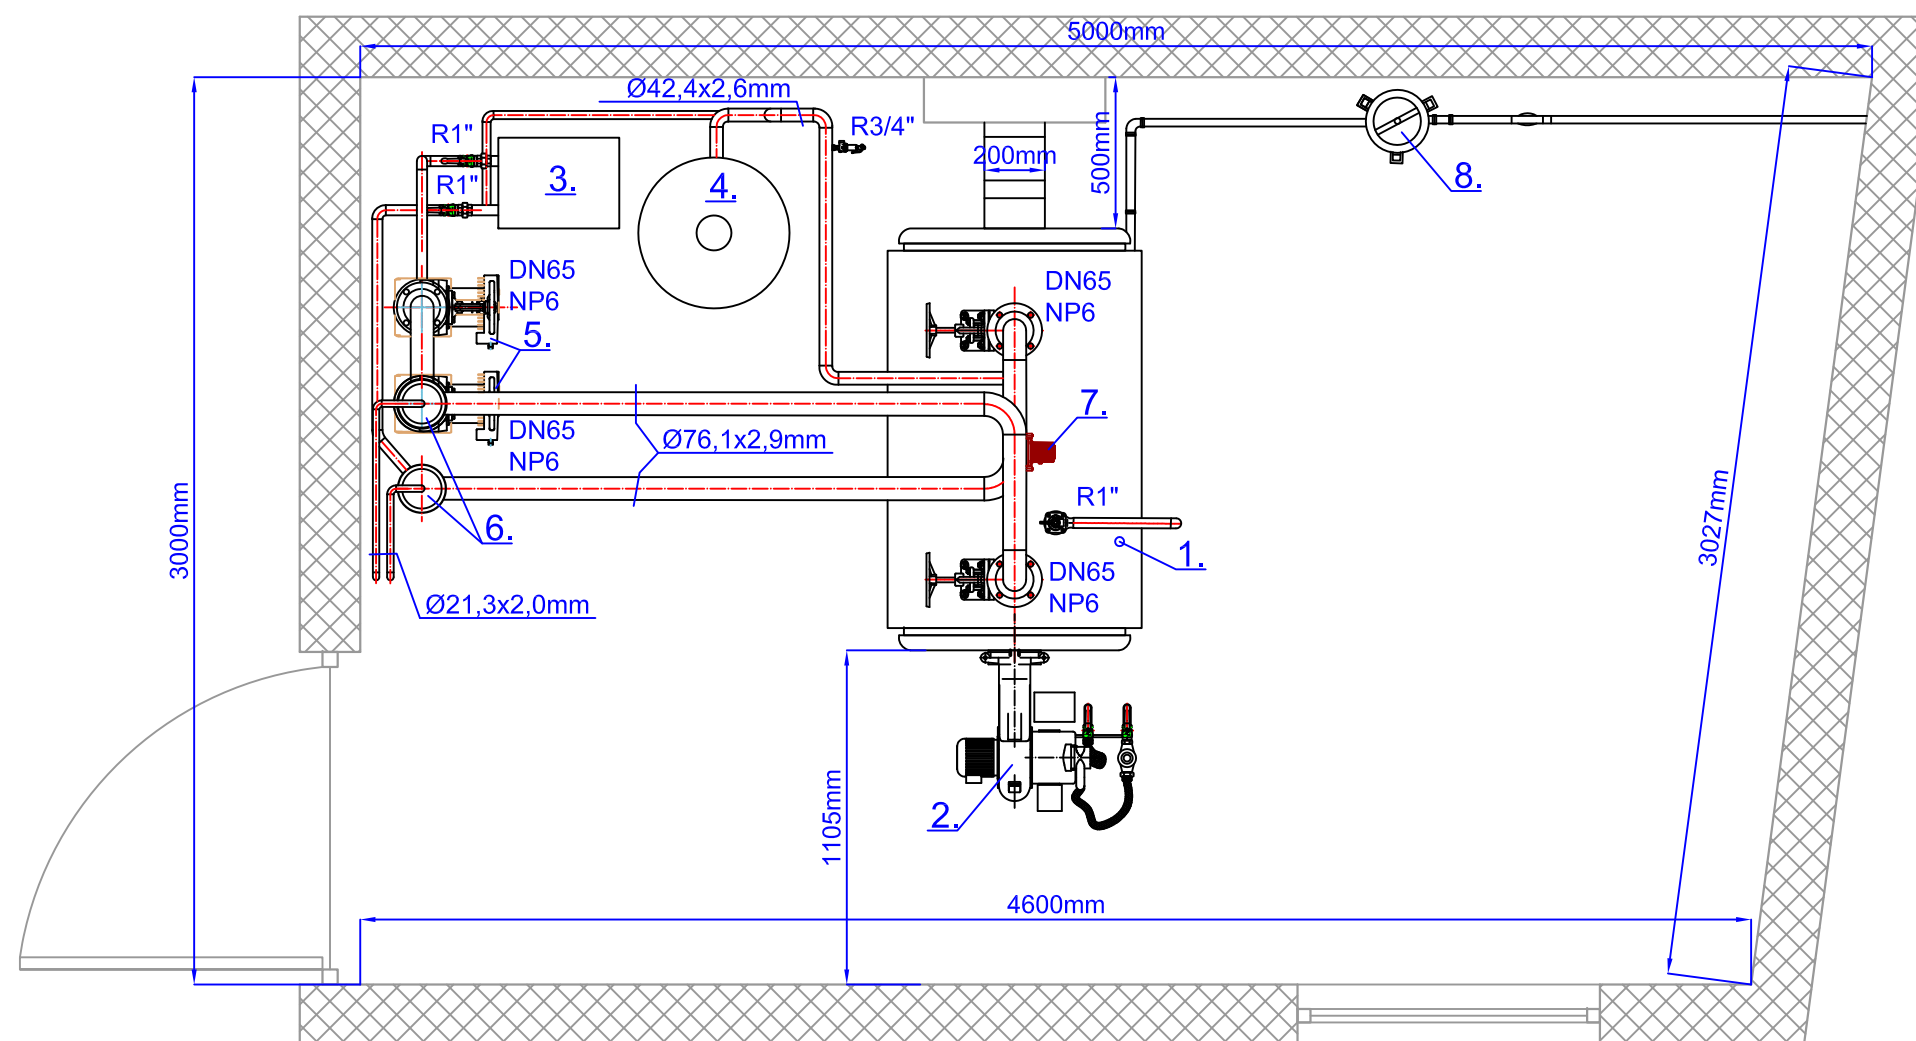 5000mm
Ø42,4x2,6mm
R1"
R3/4"
500mm
200mm
3.
4.
8.
R1"
DN65
NP6
DN65
NP6
5.
7.
DN65
NP6
Ø76,1x2,9mm
R1"
3000mm
3027mm
6.
1.
DN65
NP6
Ø21,3x2,0mm
2.
1105mm
4600mm